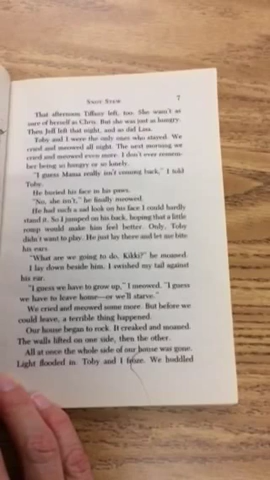 SNOT STEW 7
That afternoon Tiffany left, too. She wasn't as
sure of herself as Chris. But she was just as hungry.
Then Jeff left that night, and so did Lisa.
Toby and I were the only ones who stayed. We
cried and meowed all night. The next morning we
cried and meowed even more. I don't ever remem-
ber being so hungry or so lonely.
"I guess Mama really isn't coming back," I told
Toby.
He buried his face in his paws.
"No, she isn't," he finally meowed.
He had such a sad look on his face I could hardly
stand it. So I jumped on his back, hoping that a little
romp would make him feel better. Only, Toby
didn't want to play. He just lay there and let me bite
his ears.
"What are we going to do, Kikki?" he moaned.
I lay down beside him. I swished my tail against
his ear.
"I guess we have to grow up," I meowed. "I guess
we have to leave home—or we'll starve."
We cried and meowed some more. But before we
could leave, a terrible thing happened.
Our house began to rock. It creaked and moaned.
The walls lifted on one side, then the other.
All at once the whole side of our house was gone.
Light flooded in. Toby and I froze. We huddled